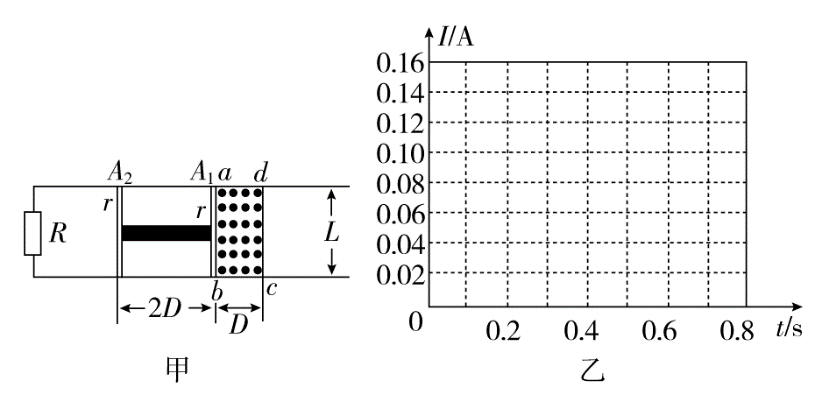 A₂ A₁ a d
r r
R L
b c
2D D
甲
I/A
0.16
0.14
0.12
0.10
0.08
0.06
0.04
0.02
0 0.2 0.4 0.6 0.8 t/s
乙